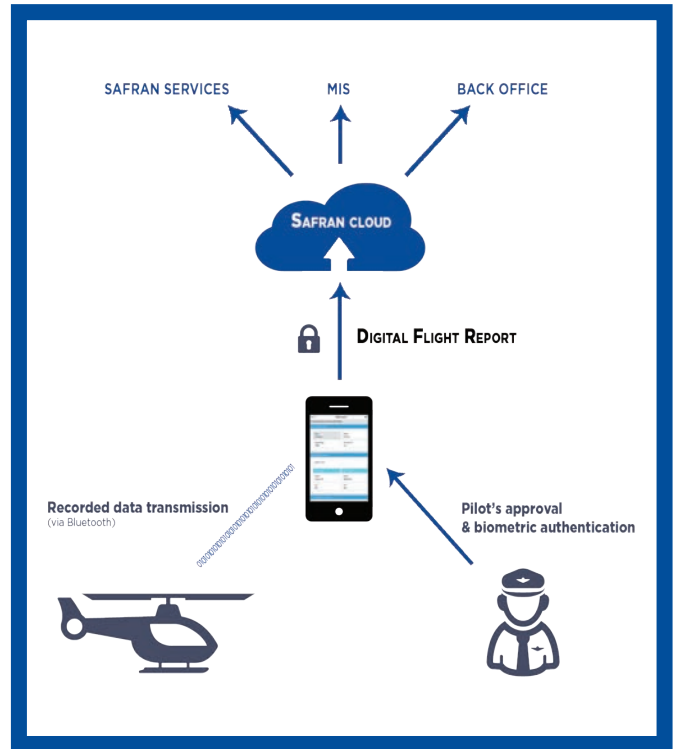 SAFRAN SERVICES
MIS
BACK OFFICE
SAFRAN CLOUD
DIGITAL FLIGHT REPORT
Recorded data transmission
(via Bluetooth)
Pilot's approval
& biometric authentication